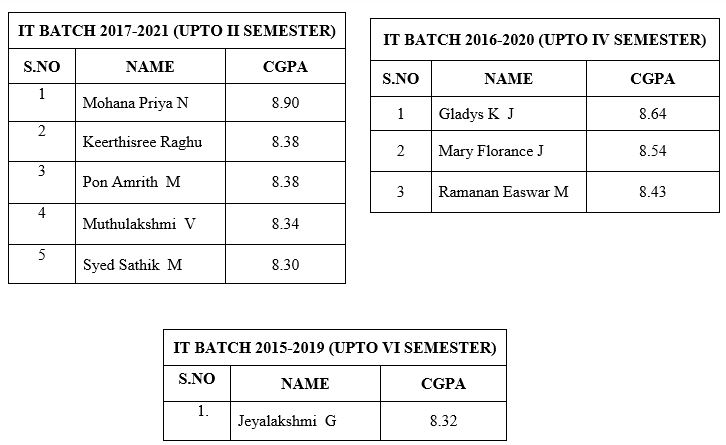 IT BATCH 2017-2021 (UPTO II SEMESTER)
S.NO NAME CGPA
1 Mohana Priya N 8.90
2 Keerthisree Raghu 8.38
3 Pon Amrith M 8.38
4 Muthulakshmi V 8.34
5 Syed Sathik M 8.30
IT BATCH 2016-2020 (UPTO IV SEMESTER)
S.NO NAME CGPA
1 Gladys K J 8.64
2 Mary Florance J 8.54
3 Ramanan Easwar M 8.43
IT BATCH 2015-2019 (UPTO VI SEMESTER)
S.NO NAME CGPA
1. Jeyalakshmi G 8.32